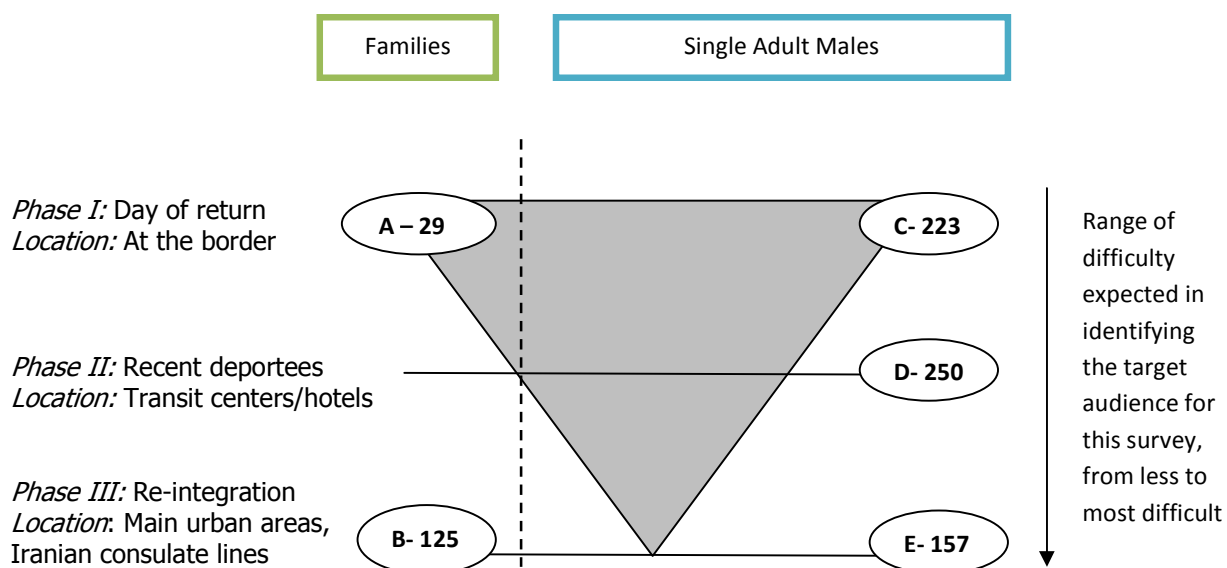 Families
Single Adult Males
Phase I: Day of return
Location: At the border
A – 29
C- 223
Phase II: Recent deportees
Location: Transit centers/hotels
D- 250
Phase III: Re-integration
Location: Main urban areas,
Iranian consulate lines
B- 125
E- 157
Range of
difficulty
expected in
identifying
the target
audience for
this survey,
from less to
most difficult